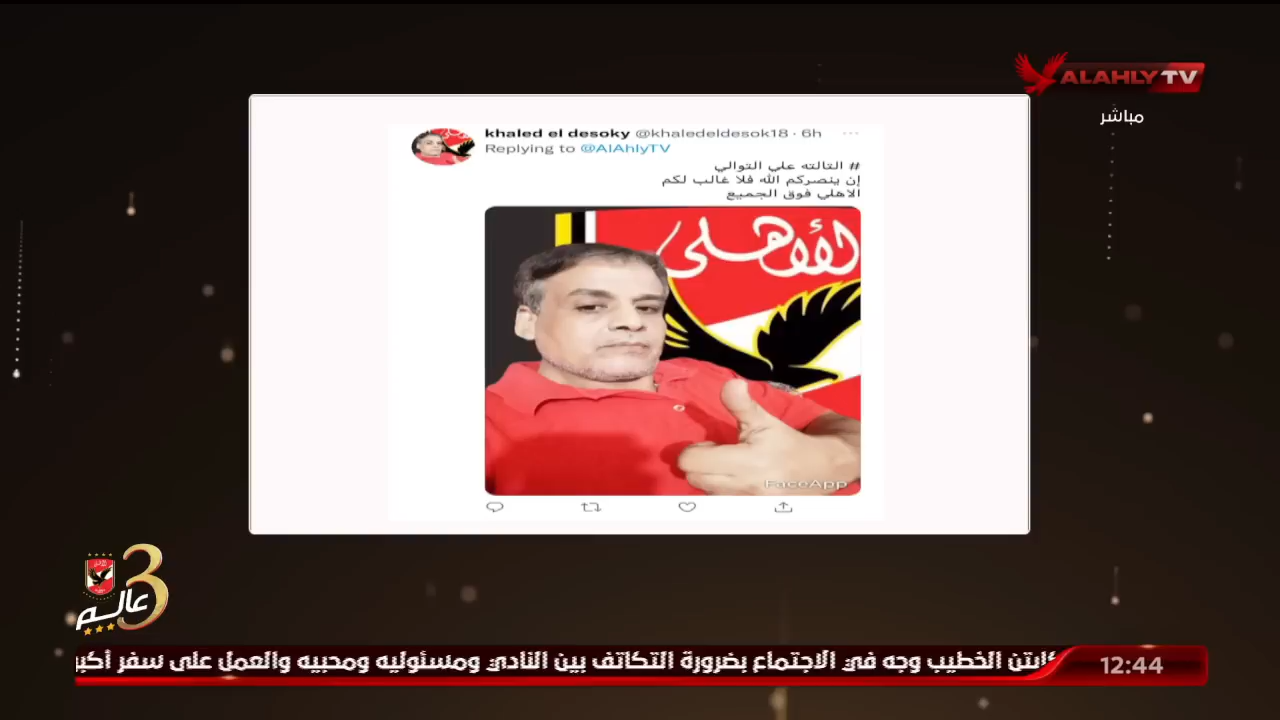 ALAHLY TV
مباشر
khaled el desoky @khaledeldesok18 · 6h
Replying to @AlAhlyTV
# التالته علي التوالي
إن ينصركم الله فلا غالب لكم
الاهلي فوق الجميع
الأهلى
FaceApp
3
عالم
كابتن الخطيب وجه في الاجتماع بضرورة التكاتف بين النادي ومسئوليه ومحبيه والعمل على سفر أكبر
12:44